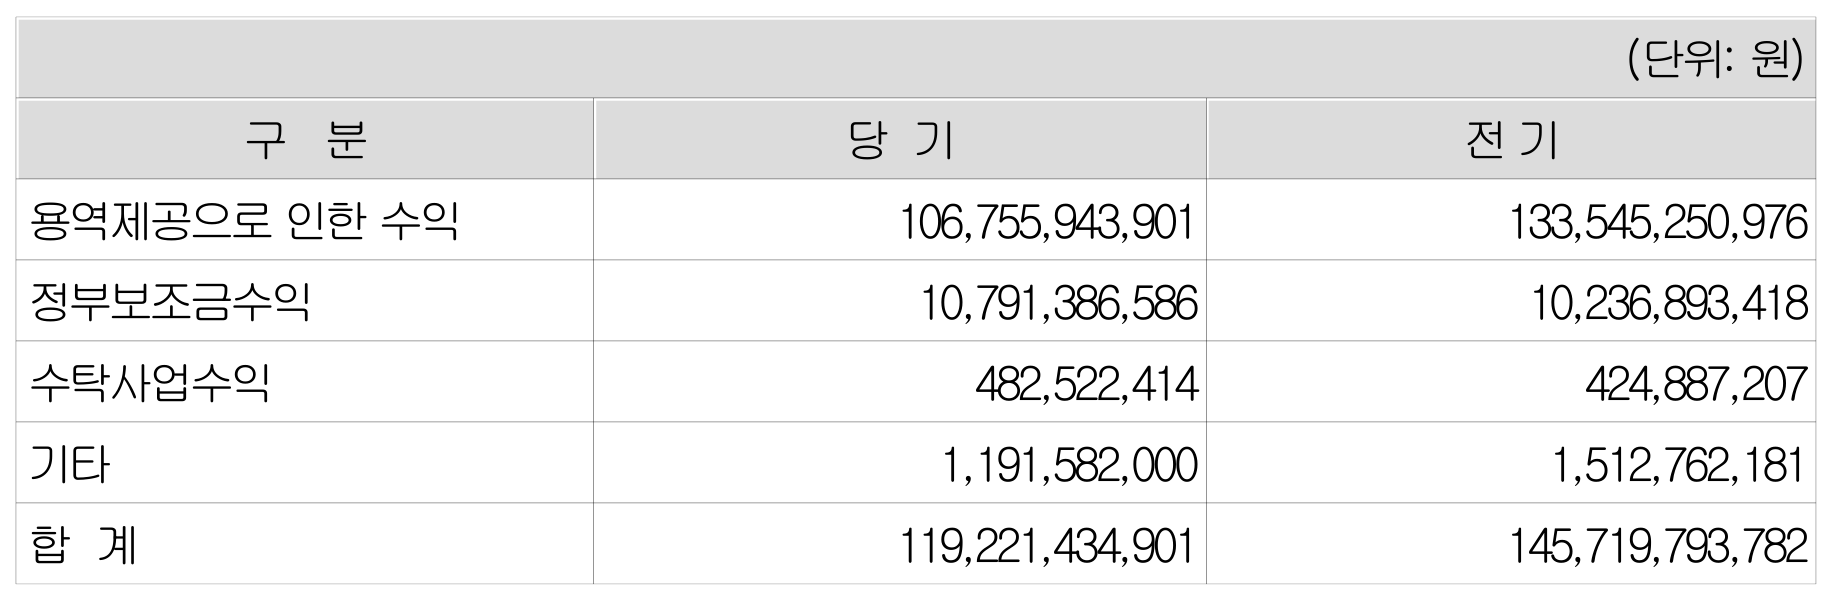 (단위: 원)
구 분 당 기 전 기
용역제공으로 인한 수익 106,755,943,901 133,545,250,976
정부보조금수익 10,791,386,586 10,236,893,418
수탁사업수익 482,522,414 424,887,207
기타 1,191,582,000 1,512,762,181
합 계 119,221,434,901 145,719,793,782